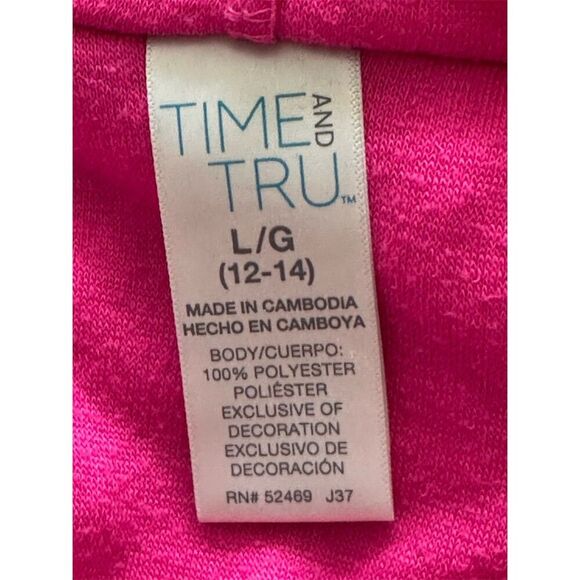 TIME AND
TRU™
L/G
(12-14)
MADE IN CAMBODIA
HECHO EN CAMBOYA
BODY/CUERPO:
100% POLYESTER
POLIÉSTER
EXCLUSIVE OF
DECORATION
EXCLUSIVO DE
DECORACIÓN
RN# 52469 J37